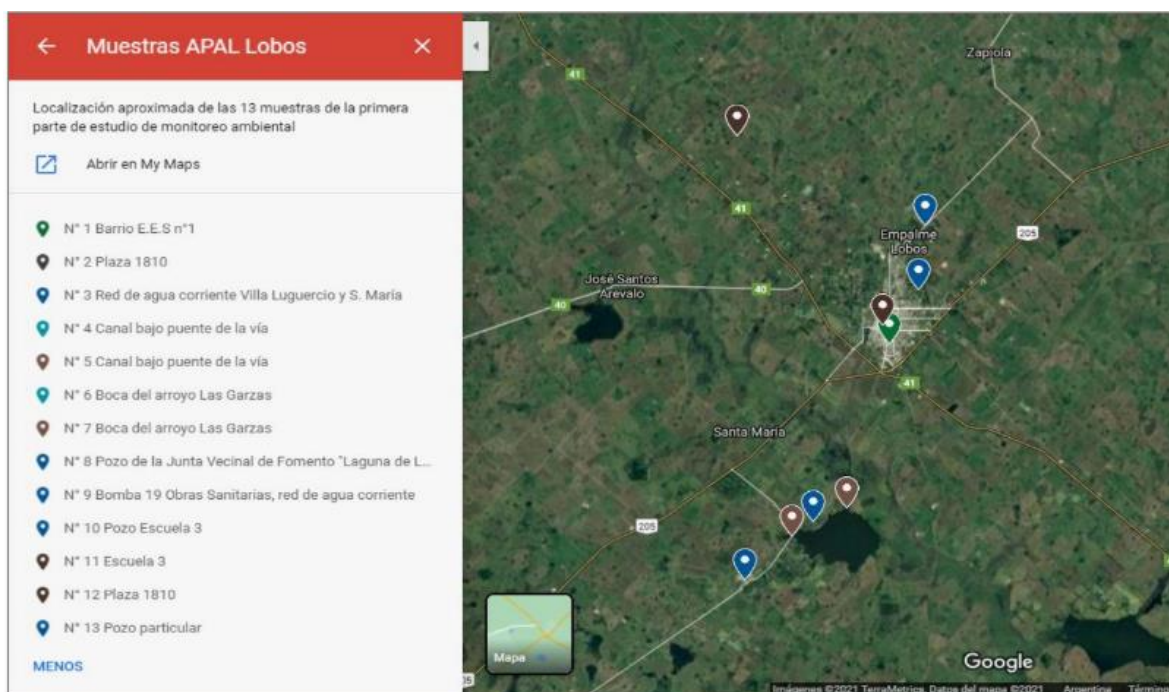 Muestras APAL Lobos
Localización aproximada de las 13 muestras de la primera
parte de estudio de monitoreo ambiental
Abrir en My Maps
N° 1 Barrio E.E.S n°1
N° 2 Plaza 1810
N° 3 Red de agua corriente Villa Luguercio y S. María
N° 4 Canal bajo puente de la vía
N° 5 Canal bajo puente de la vía
N° 6 Boca del arroyo Las Garzas
N° 7 Boca del arroyo Las Garzas
N° 8 Pozo de la Junta Vecinal de Fomento "Laguna de L...
N° 9 Bomba 19 Obras Sanitarias, red de agua corriente
N° 10 Pozo Escuela 3
N° 11 Escuela 3
N° 12 Plaza 1810
N° 13 Pozo particular
MENOS
Zapiola
41
41
205
Empalme
Lobos
José Santos
Arevalo
40
40
41
Santa María
205
Mapa
205
Google
Imágenes ©2021 TerraMetrics, Datos del mapa ©2021 Argentina Término